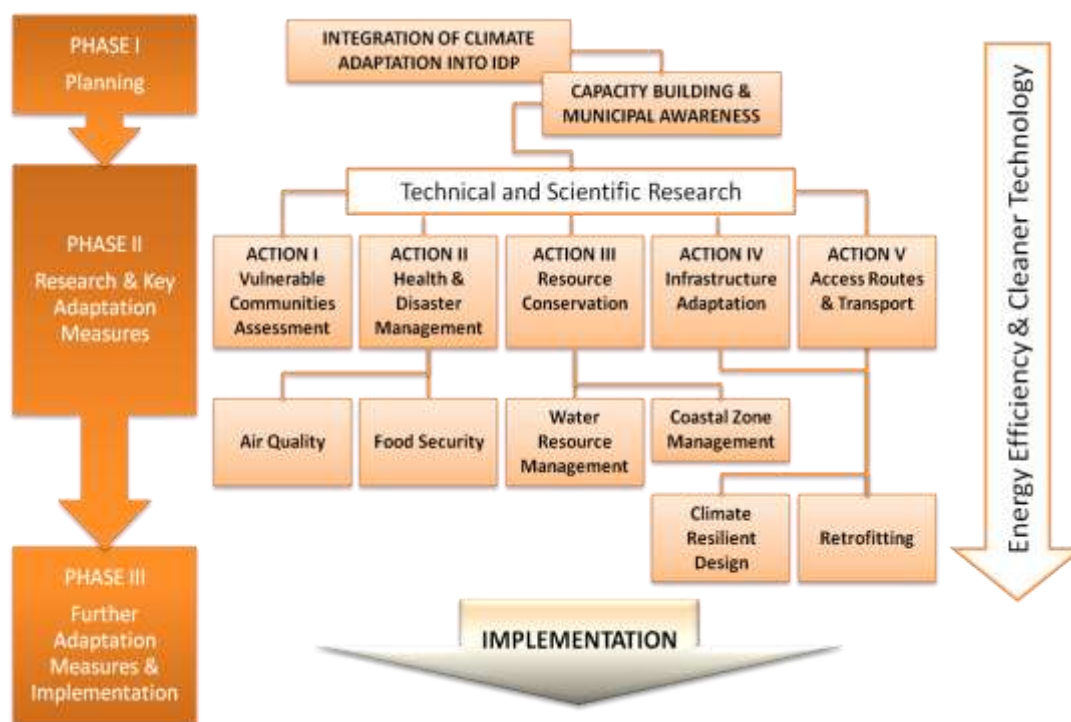 PHASE I
Planning
INTEGRATION OF CLIMATE
ADAPTATION INTO IDP
CAPACITY BUILDING &
MUNICIPAL AWARENESS
PHASE II
Research & Key
Adaptation
Measures
Technical and Scientific Research
ACTION I
Vulnerable
Communities
Assessment
ACTION II
Health &
Disaster
Management
ACTION III
Resource
Conservation
ACTION IV
Infrastructure
Adaptation
ACTION V
Access Routes
& Transport
Air Quality
Food Security
Water
Resource
Management
Coastal Zone
Management
Climate
Resilient
Design
Retrofitting
PHASE III
Further
Adaptation
Measures &
Implementation
IMPLEMENTATION
Energy Efficiency & Cleaner Technology